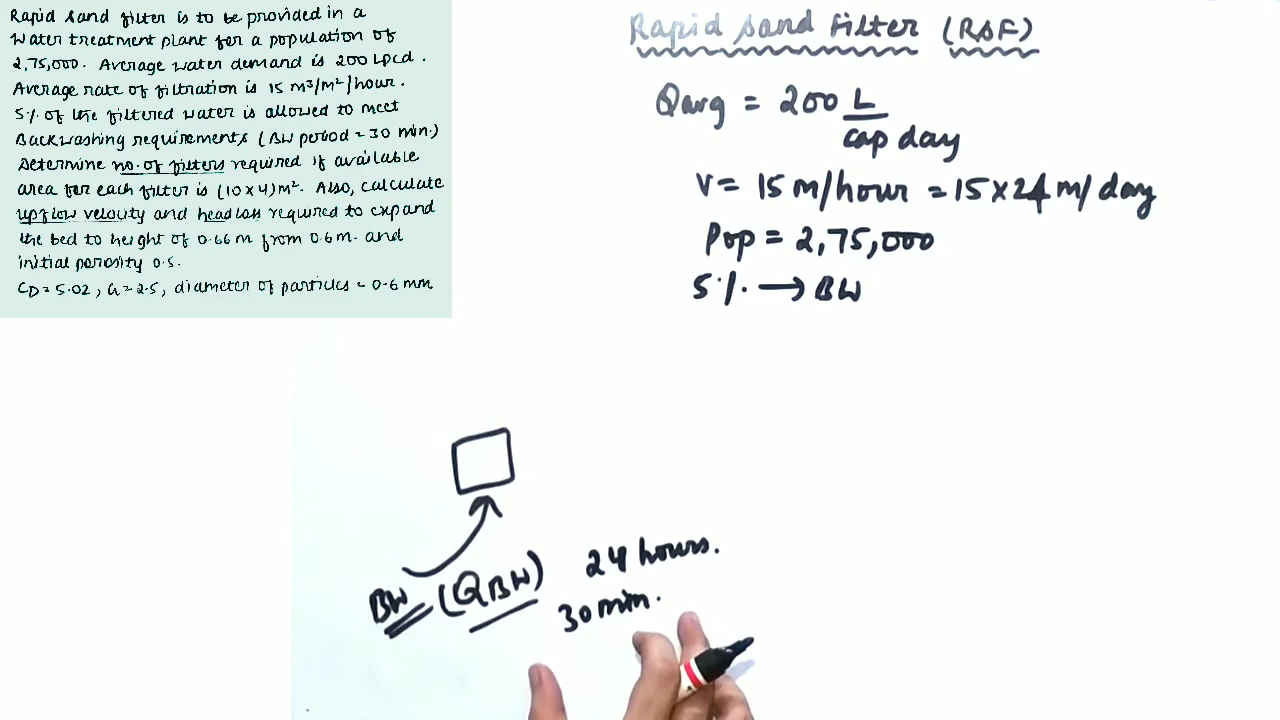 Rapid sand filter is to be provided in a
water treatment plant for a population of
2,75,000. Average water demand is 200 Lpcd.
Average rate of filtration is 15 m³/m²/hour.
5% of the filtered water is allowed to meet
Backwashing requirements (BW period = 30 min.)
Determine no. of filters required if available
area for each filter is (10 x 4) m². Also, calculate
upflow velocity and headloss required to expand
the bed to height of 0.66 m from 0.6 m. and
initial porosity 0.5.
CD = 5.02, G = 2.5, diameter of particles = 0.6 mm
Rapid sand filter (RSF)
Qavg = 200 L/cap day
V = 15 m/hour = 15 x 24 m/day
Pop = 2,75,000
5% → BW
24 hours.
BW (QBW)
30 min.